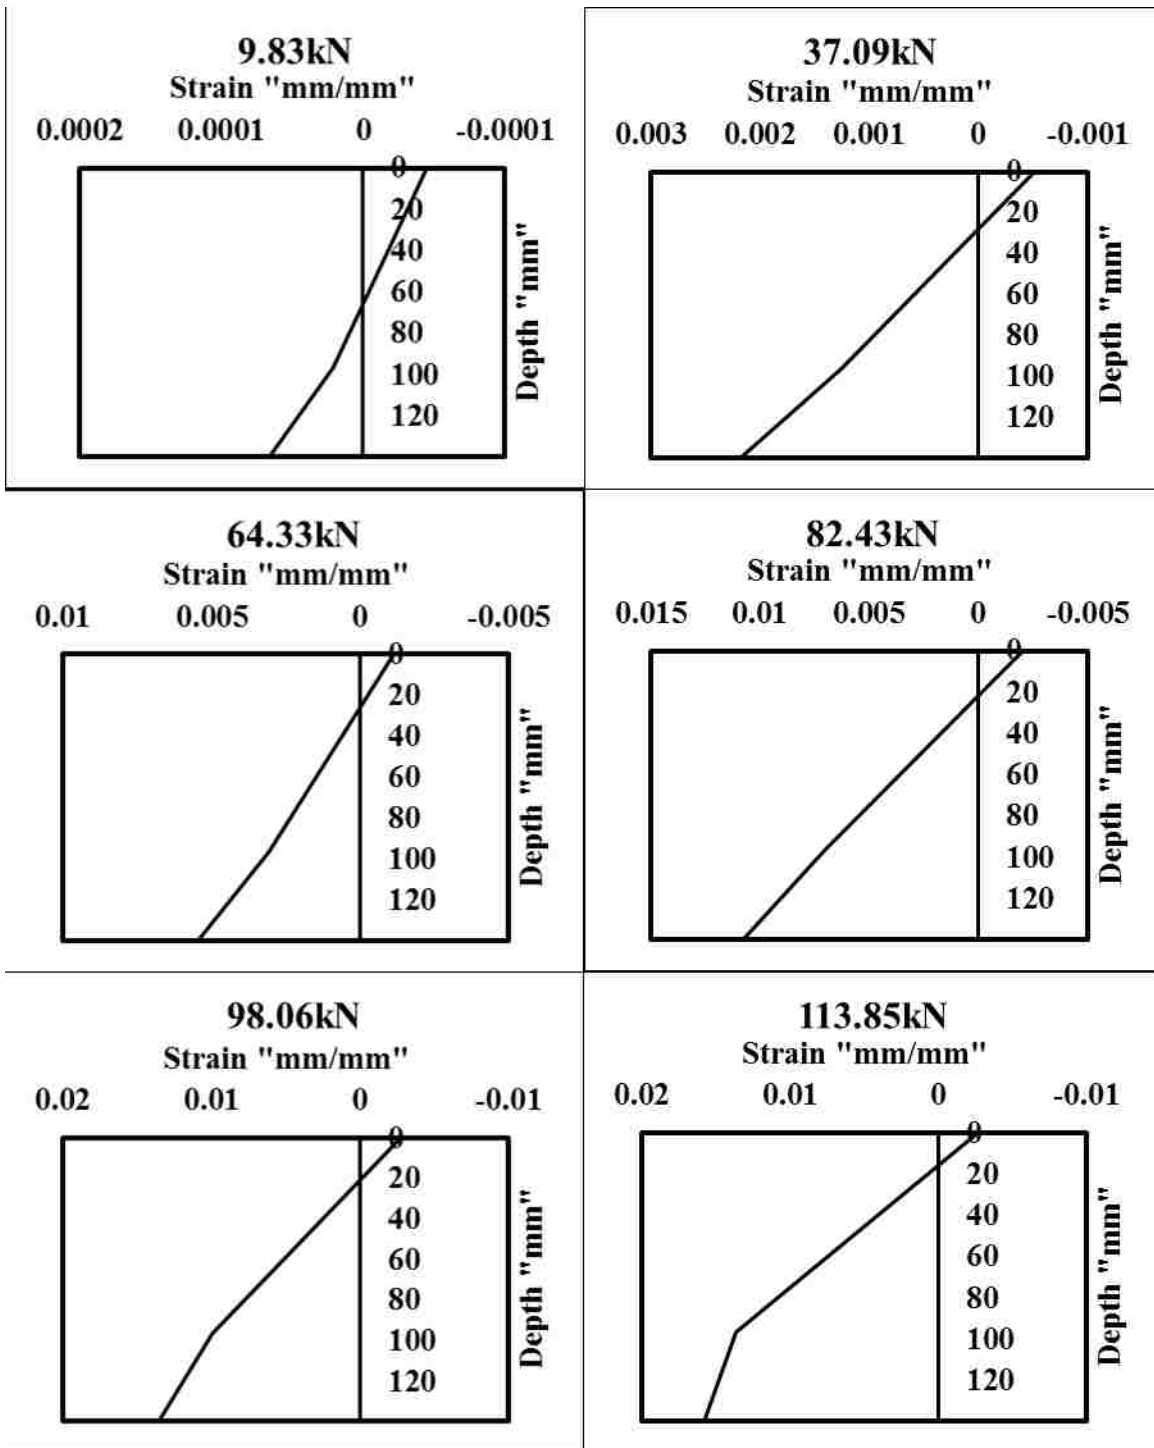 9.83kN
Strain "mm/mm"
0.0002 0.0001 0 -0.0001
0
20
40
60
80
100
120
Depth "mm"
37.09kN
Strain "mm/mm"
0.003 0.002 0.001 0 -0.001
0
20
40
60
80
100
120
Depth "mm"
64.33kN
Strain "mm/mm"
0.01 0.005 0 -0.005
0
20
40
60
80
100
120
Depth "mm"
82.43kN
Strain "mm/mm"
0.015 0.01 0.005 0 -0.005
0
20
40
60
80
100
120
Depth "mm"
98.06kN
Strain "mm/mm"
0.02 0.01 0 -0.01
0
20
40
60
80
100
120
Depth "mm"
113.85kN
Strain "mm/mm"
0.02 0.01 0 -0.01
0
20
40
60
80
100
120
Depth "mm"